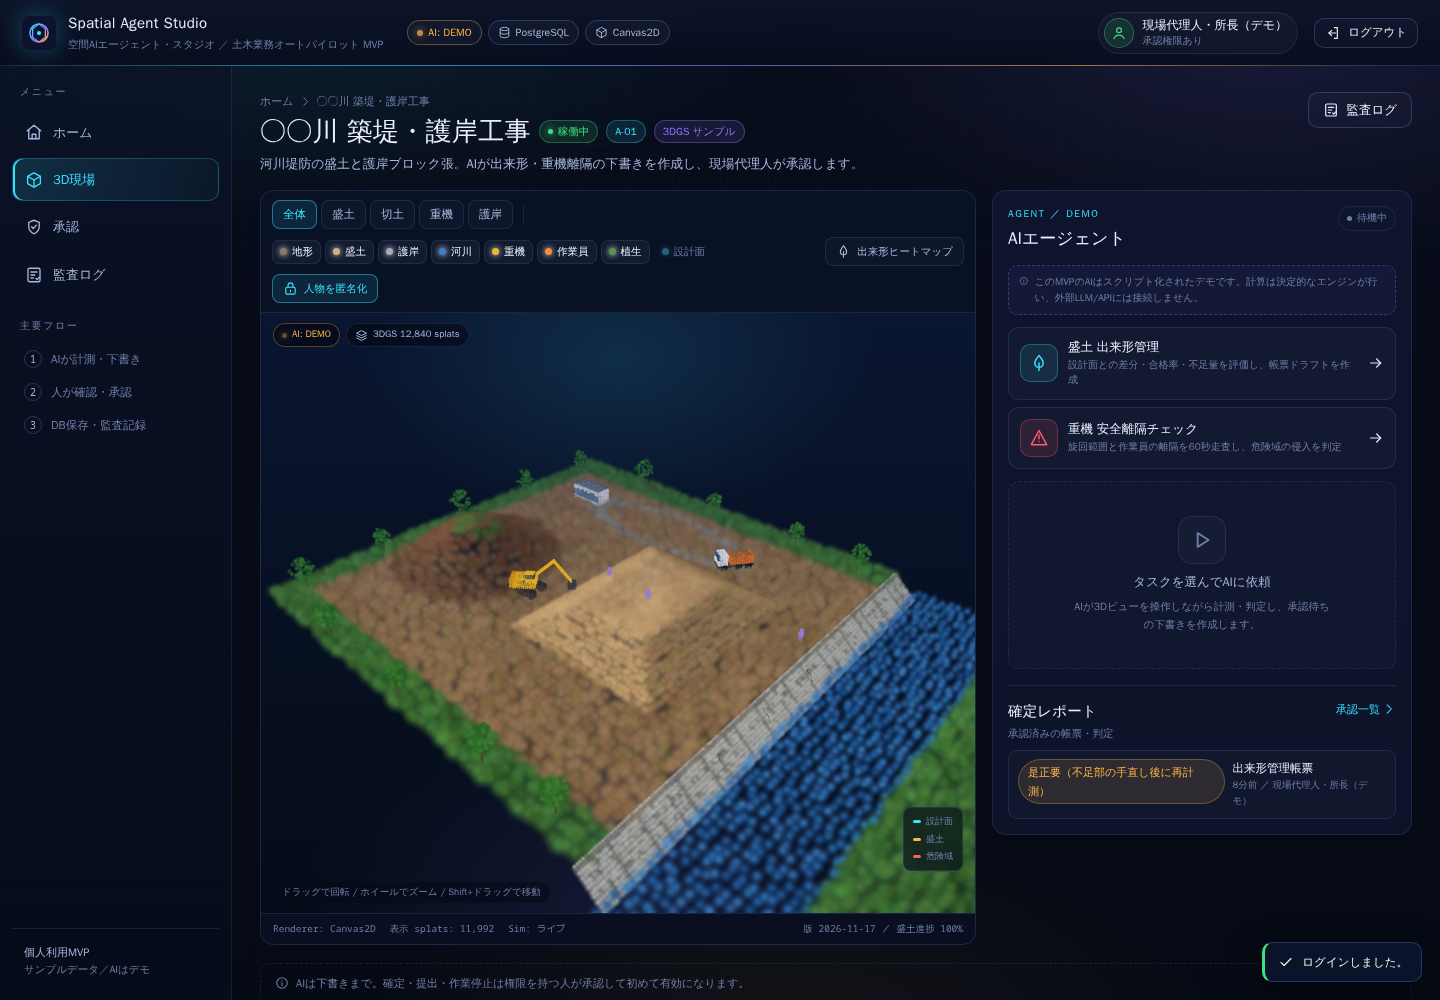 Spatial Agent Studio
空間AIエージェント・スタジオ ／ 土木業務オートパイロット MVP
AI: DEMO
PostgreSQL
Canvas2D
現場代理人・所長（デモ）
承認権限あり
ログアウト
メニュー
ホーム
3D現場
承認
監査ログ
主要フロー
1 AIが計測・下書き
2 人が確認・承認
3 DB保存・監査記録
個人利用MVP
サンプルデータ／AIはデモ
ホーム 〇〇川 築堤・護岸工事
〇〇川 築堤・護岸工事
稼働中
A-01
3DGS サンプル
河川堤防の盛土と護岸ブロック張。AIが出来形・重機離隔の下書きを作成し、現場代理人が承認します。
監査ログ
全体 盛土 切土 重機 護岸
地形 盛土 護岸 河川 重機 作業員 植生 設計面
出来形ヒートマップ
人物を匿名化
AI: DEMO
3DGS 12,840 splats
設計面
盛土
危険域
ドラッグで回転 / ホイールでズーム / Shift+ドラッグで移動
Renderer: Canvas2D 表示 splats: 11,992 Sim: ライブ
版 2026-11-17 ／ 盛土進捗 100%
AIは下書きまで。確定・提出・作業停止は権限を持つ人が承認して初めて有効になります。
AGENT ／ DEMO
AIエージェント
待機中
このMVPのAIはスクリプト化されたデモです。計算は決定的なエンジンが行
い、外部LLM/APIには接続しません。
盛土 出来形管理
設計面との差分・合格率・不足量を評価し、帳票ドラフトを作
成
重機 安全離隔チェック
旋回範囲と作業員の離隔を60秒走査し、危険域の侵入を判定
タスクを選んでAIに依頼
AIが3Dビューを操作しながら計測・判定し、承認待ち
の下書きを作成します。
確定レポート
承認一覧
承認済みの帳票・判定
是正要（不足部の手直し後に再計
測）
出来形管理帳票
8分前 ／ 現場代理人・所長（デ
モ）
ログインしました。